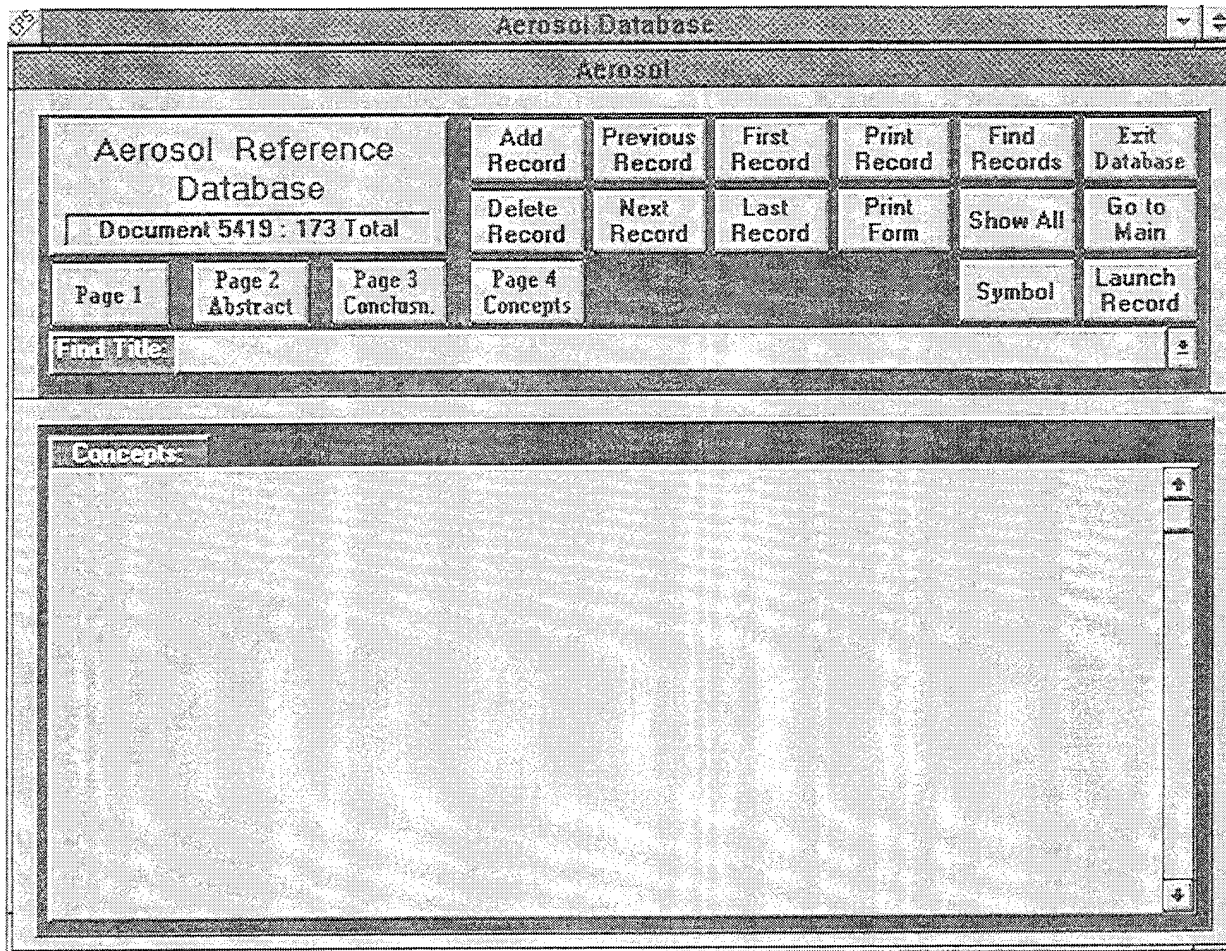 CPS
Aerosol Database
Aerosol
Aerosol Reference
Database
Document 5419 : 173 Total
Add
Record
Previous
Record
First
Record
Print
Record
Find
Records
Exit
Database
Delete
Record
Next
Record
Last
Record
Print
Form
Show All
Go to
Main
Page 1
Page 2
Abstract
Page 3
Conclusn.
Page 4
Concepts
Symbol
Launch
Record
Find Title:
Concepts: